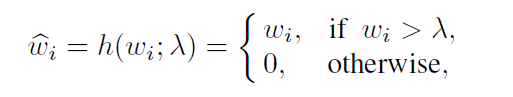 ŵ_i = h(w_i; λ) = { w_i, if w_i > λ,
0, otherwise,